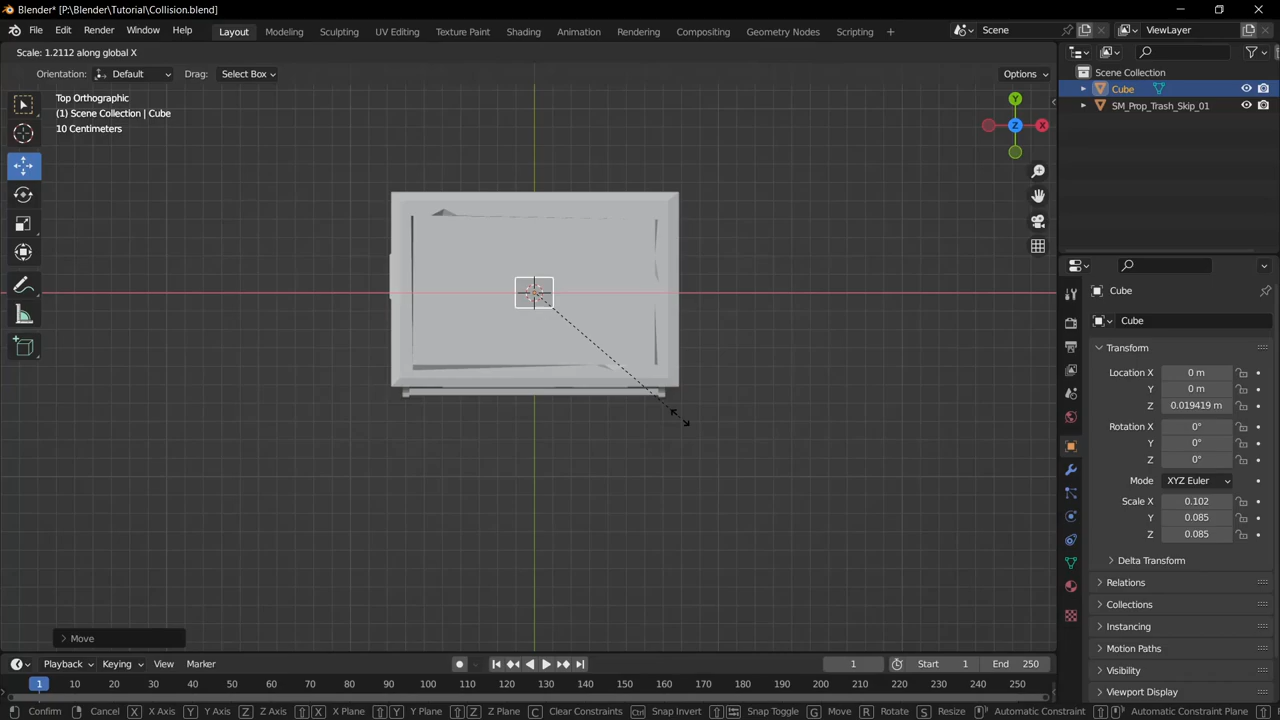 Blender* [P:\Blender\Tutorial\Collision.blend]
File Edit Render Window Help Layout Modeling Sculpting UV Editing Texture Paint Shading Animation Rendering Compositing Geometry Nodes Scripting + Scene ViewLayer
Scale: 1.2112 along global X
Orientation: Default Drag: Select Box Options
Top Orthographic
(1) Scene Collection | Cube
10 Centimeters
Y
Z
X
Move
Scene Collection
Cube
SM_Prop_Trash_Skip_01
Cube
Cube
Transform
Location X 0 m
Y 0 m
Z 0.019419 m
Rotation X 0°
Y 0°
Z 0°
Mode XYZ Euler
Scale X 0.102
Y 0.085
Z 0.085
Delta Transform
Relations
Collections
Instancing
Motion Paths
Visibility
Viewport Display
Playback Keying View Marker 1 Start 1 End 250
1 10 20 30 40 50 60 70 80 90 100 110 120 130 140 150 160 170 180 190 200 210 220 230 240 250
Confirm Cancel X X Axis Y Y Axis Z Z Axis X X Plane Y Y Plane Z Z Plane C Clear Constraints Ctrl Snap Invert Snap Toggle G Move R Rotate S Resize Automatic Constraint Automatic Constraint Plane